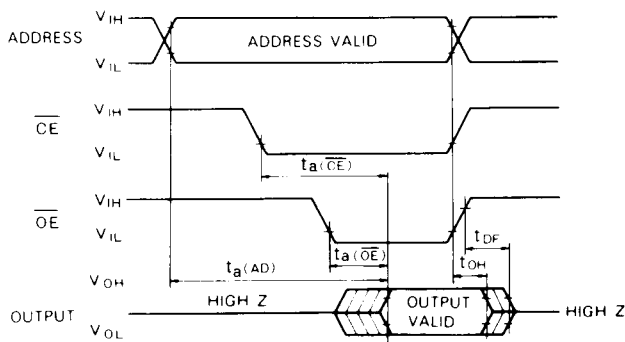 VIH
ADDRESS
ADDRESS VALID
VIL
VIH
CE
VIL
ta(CE)
VIH
OE
VIL
tDF
ta(OE)
tOH
ta(AD)
VOH
HIGH Z
OUTPUT
OUTPUT VALID
HIGH Z
VOL